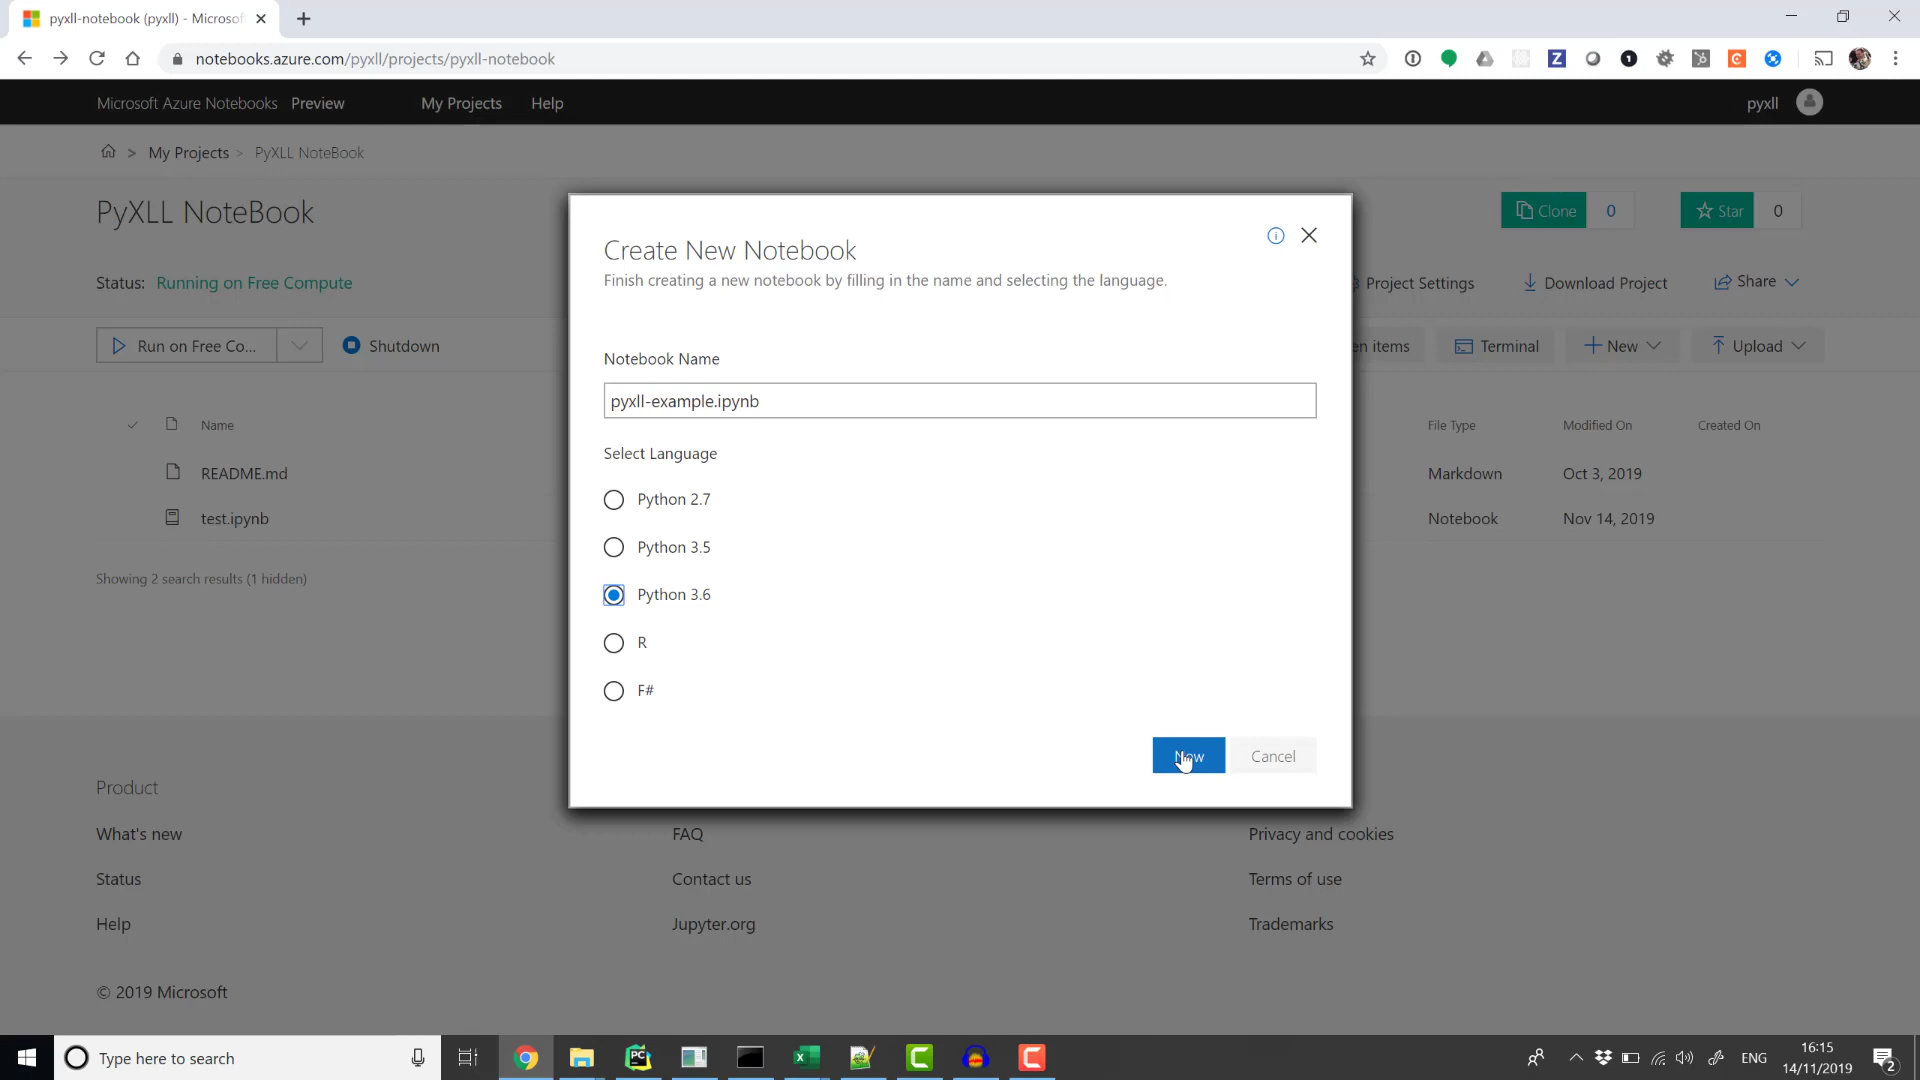 pyxll-notebook (pyxll) - Microsof
notebooks.azure.com/pyxll/projects/pyxll-notebook
Microsoft Azure Notebooks Preview My Projects Help pyxll
> My Projects > PyXLL NoteBook
PyXLL NoteBook
Clone 0 Star 0
Status: Running on Free Compute
Project Settings Download Project Share
Run on Free Co... Shutdown
en items Terminal New Upload
Name File Type Modified On Created On
README.md Markdown Oct 3, 2019
test.ipynb Notebook Nov 14, 2019
Showing 2 search results (1 hidden)
Create New Notebook
Finish creating a new notebook by filling in the name and selecting the language.
Notebook Name
pyxll-example.ipynb
Select Language
Python 2.7
Python 3.5
Python 3.6
R
F#
New Cancel
Product
What's new FAQ Privacy and cookies
Status Contact us Terms of use
Help Jupyter.org Trademarks
© 2019 Microsoft
Type here to search
ENG
16:15
14/11/2019
2